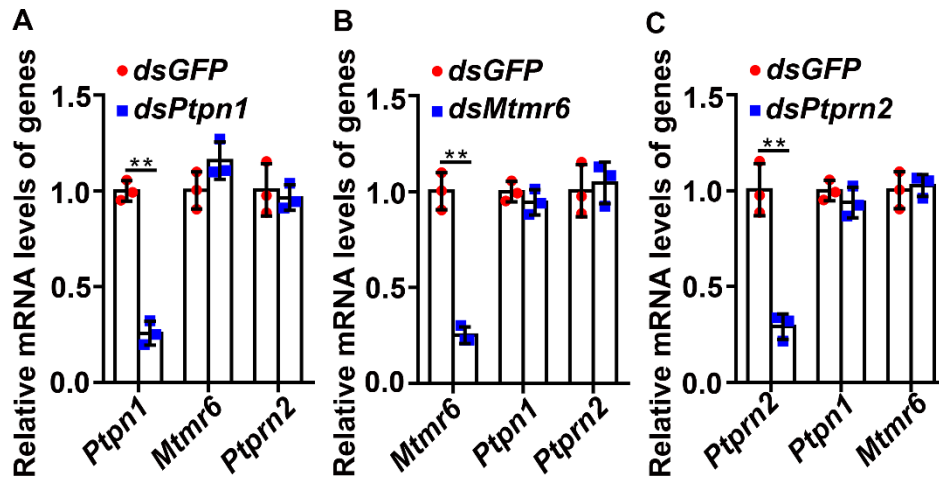 A
Relative mRNA levels of genes
dsGFP
dsPtpn1
1.5
1.0
0.5
0.0
**
Ptpn1
Mtmr6
Ptprn2
B
Relative mRNA levels of genes
dsGFP
dsMtmr6
1.5
1.0
0.5
0.0
**
Mtmr6
Ptpn1
Ptprn2
C
Relative mRNA levels of genes
dsGFP
dsPtprn2
1.5
1.0
0.5
0.0
**
Ptprn2
Ptpn1
Mtmr6